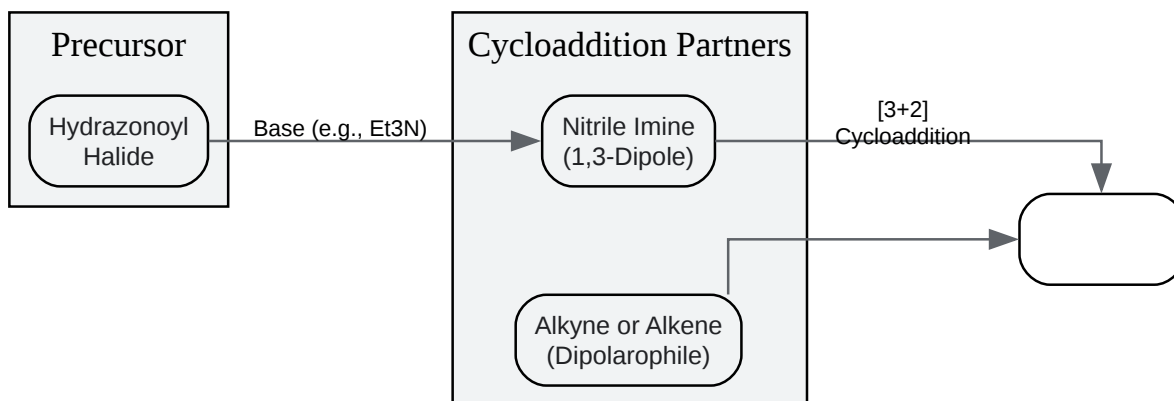 Precursor
Hydrazonoyl
Halide
Base (e.g., Et3N)
Cycloaddition Partners
Nitrile Imine
(1,3-Dipole)
Alkyne or Alkene
(Dipolarophile)
[3+2]
Cycloaddition